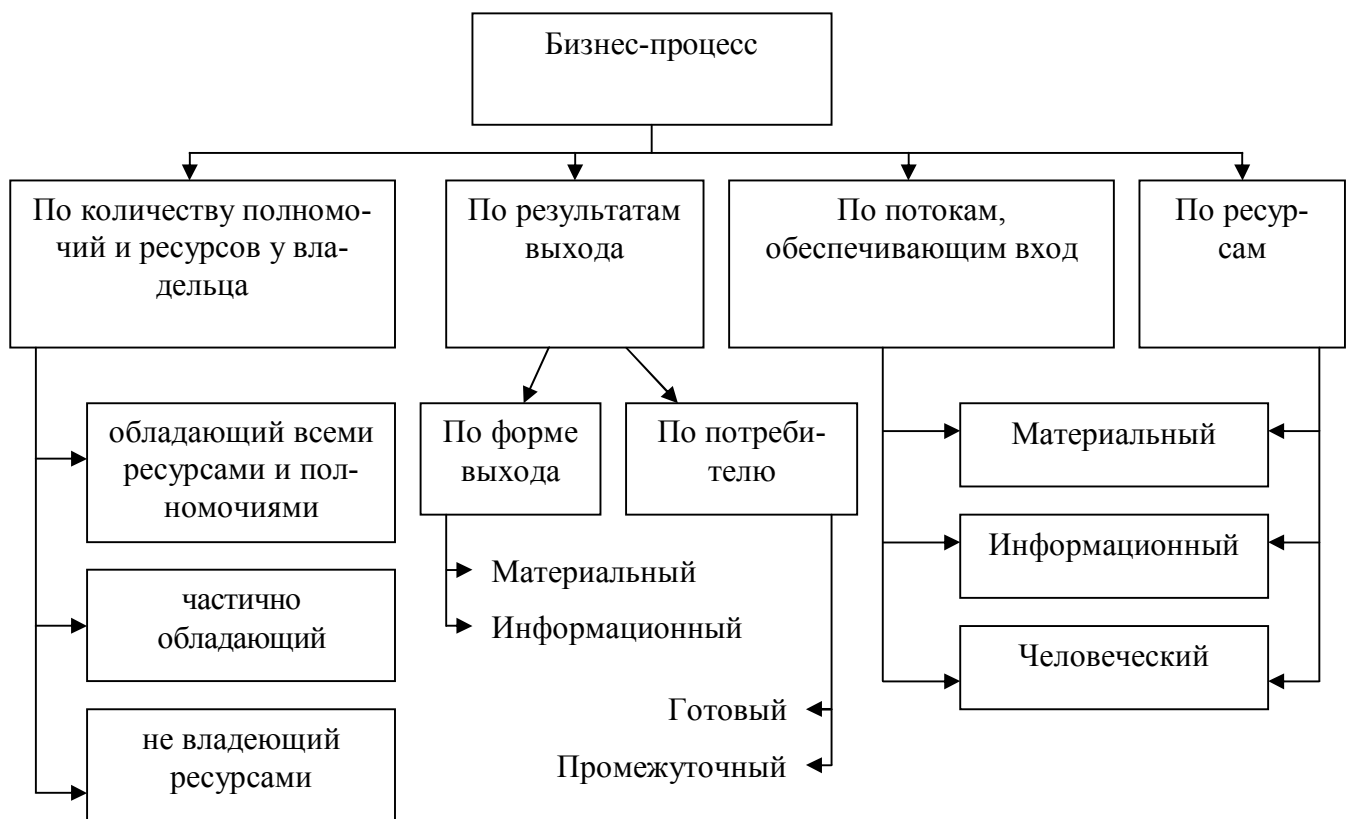 Бизнес-процесс
По количеству полномо-
чий и ресурсов у вла-
дельца
По результатам
выхода
По потокам,
обеспечивающим вход
По ресур-
сам
обладающий всеми
ресурсами и пол-
номочиями
частично
обладающий
не владеющий
ресурсами
По форме
выхода
По потреби-
телю
Материальный
Информационный
Готовый
Промежуточный
Материальный
Информационный
Человеческий